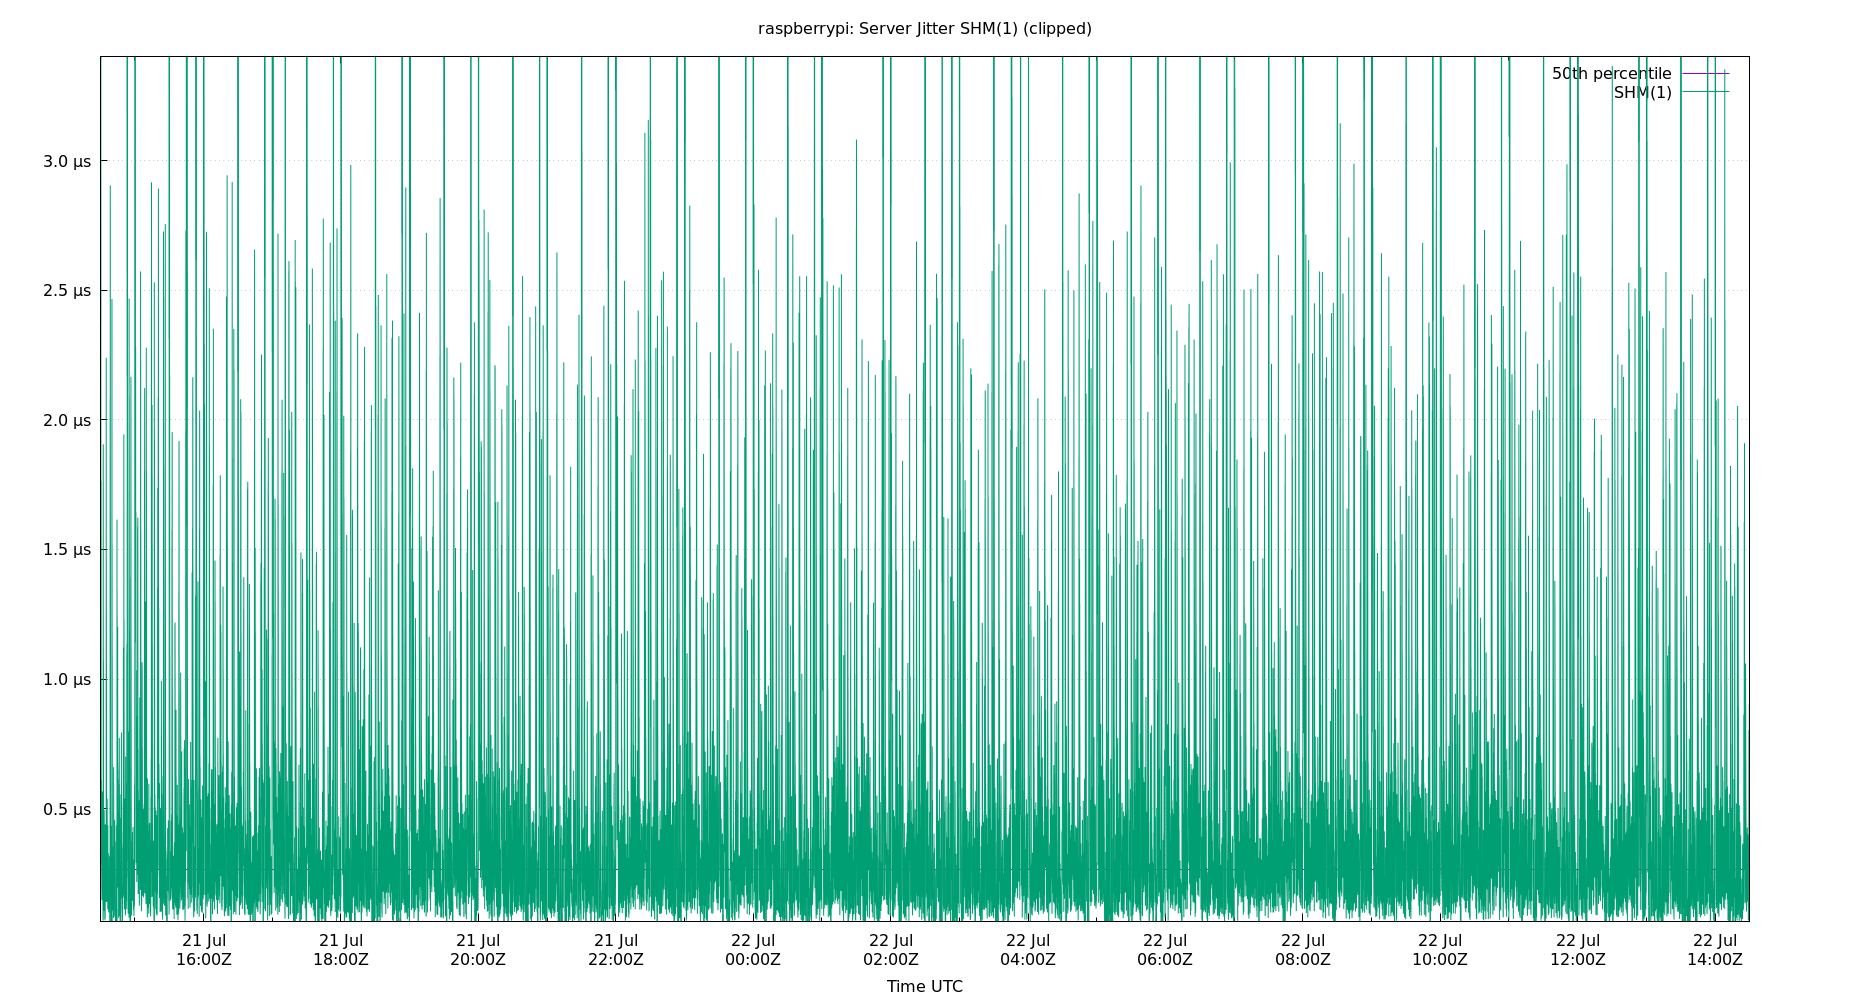 raspberrypi: Server Jitter SHM(1) (clipped)
50th percentile
SHM(1)
3.0 µs
2.5 µs
2.0 µs
1.5 µs
1.0 µs
0.5 µs
21 Jul 21 Jul 21 Jul 21 Jul 22 Jul 22 Jul 22 Jul 22 Jul 22 Jul 22 Jul 22 Jul 22 Jul
16:00Z 18:00Z 20:00Z 22:00Z 00:00Z 02:00Z 04:00Z 06:00Z 08:00Z 10:00Z 12:00Z 14:00Z
Time UTC